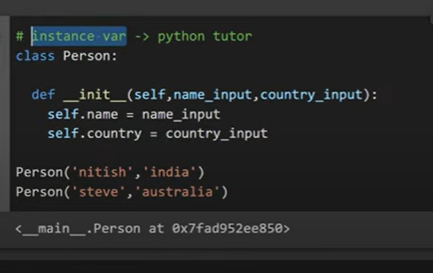 # instance var -> python tutor
class Person:
  def __init__(self,name_input,country_input):
    self.name = name_input
    self.country = country_input
Person('nitish','india')
Person('steve','australia')
<__main__.Person at 0x7fad952ee850>